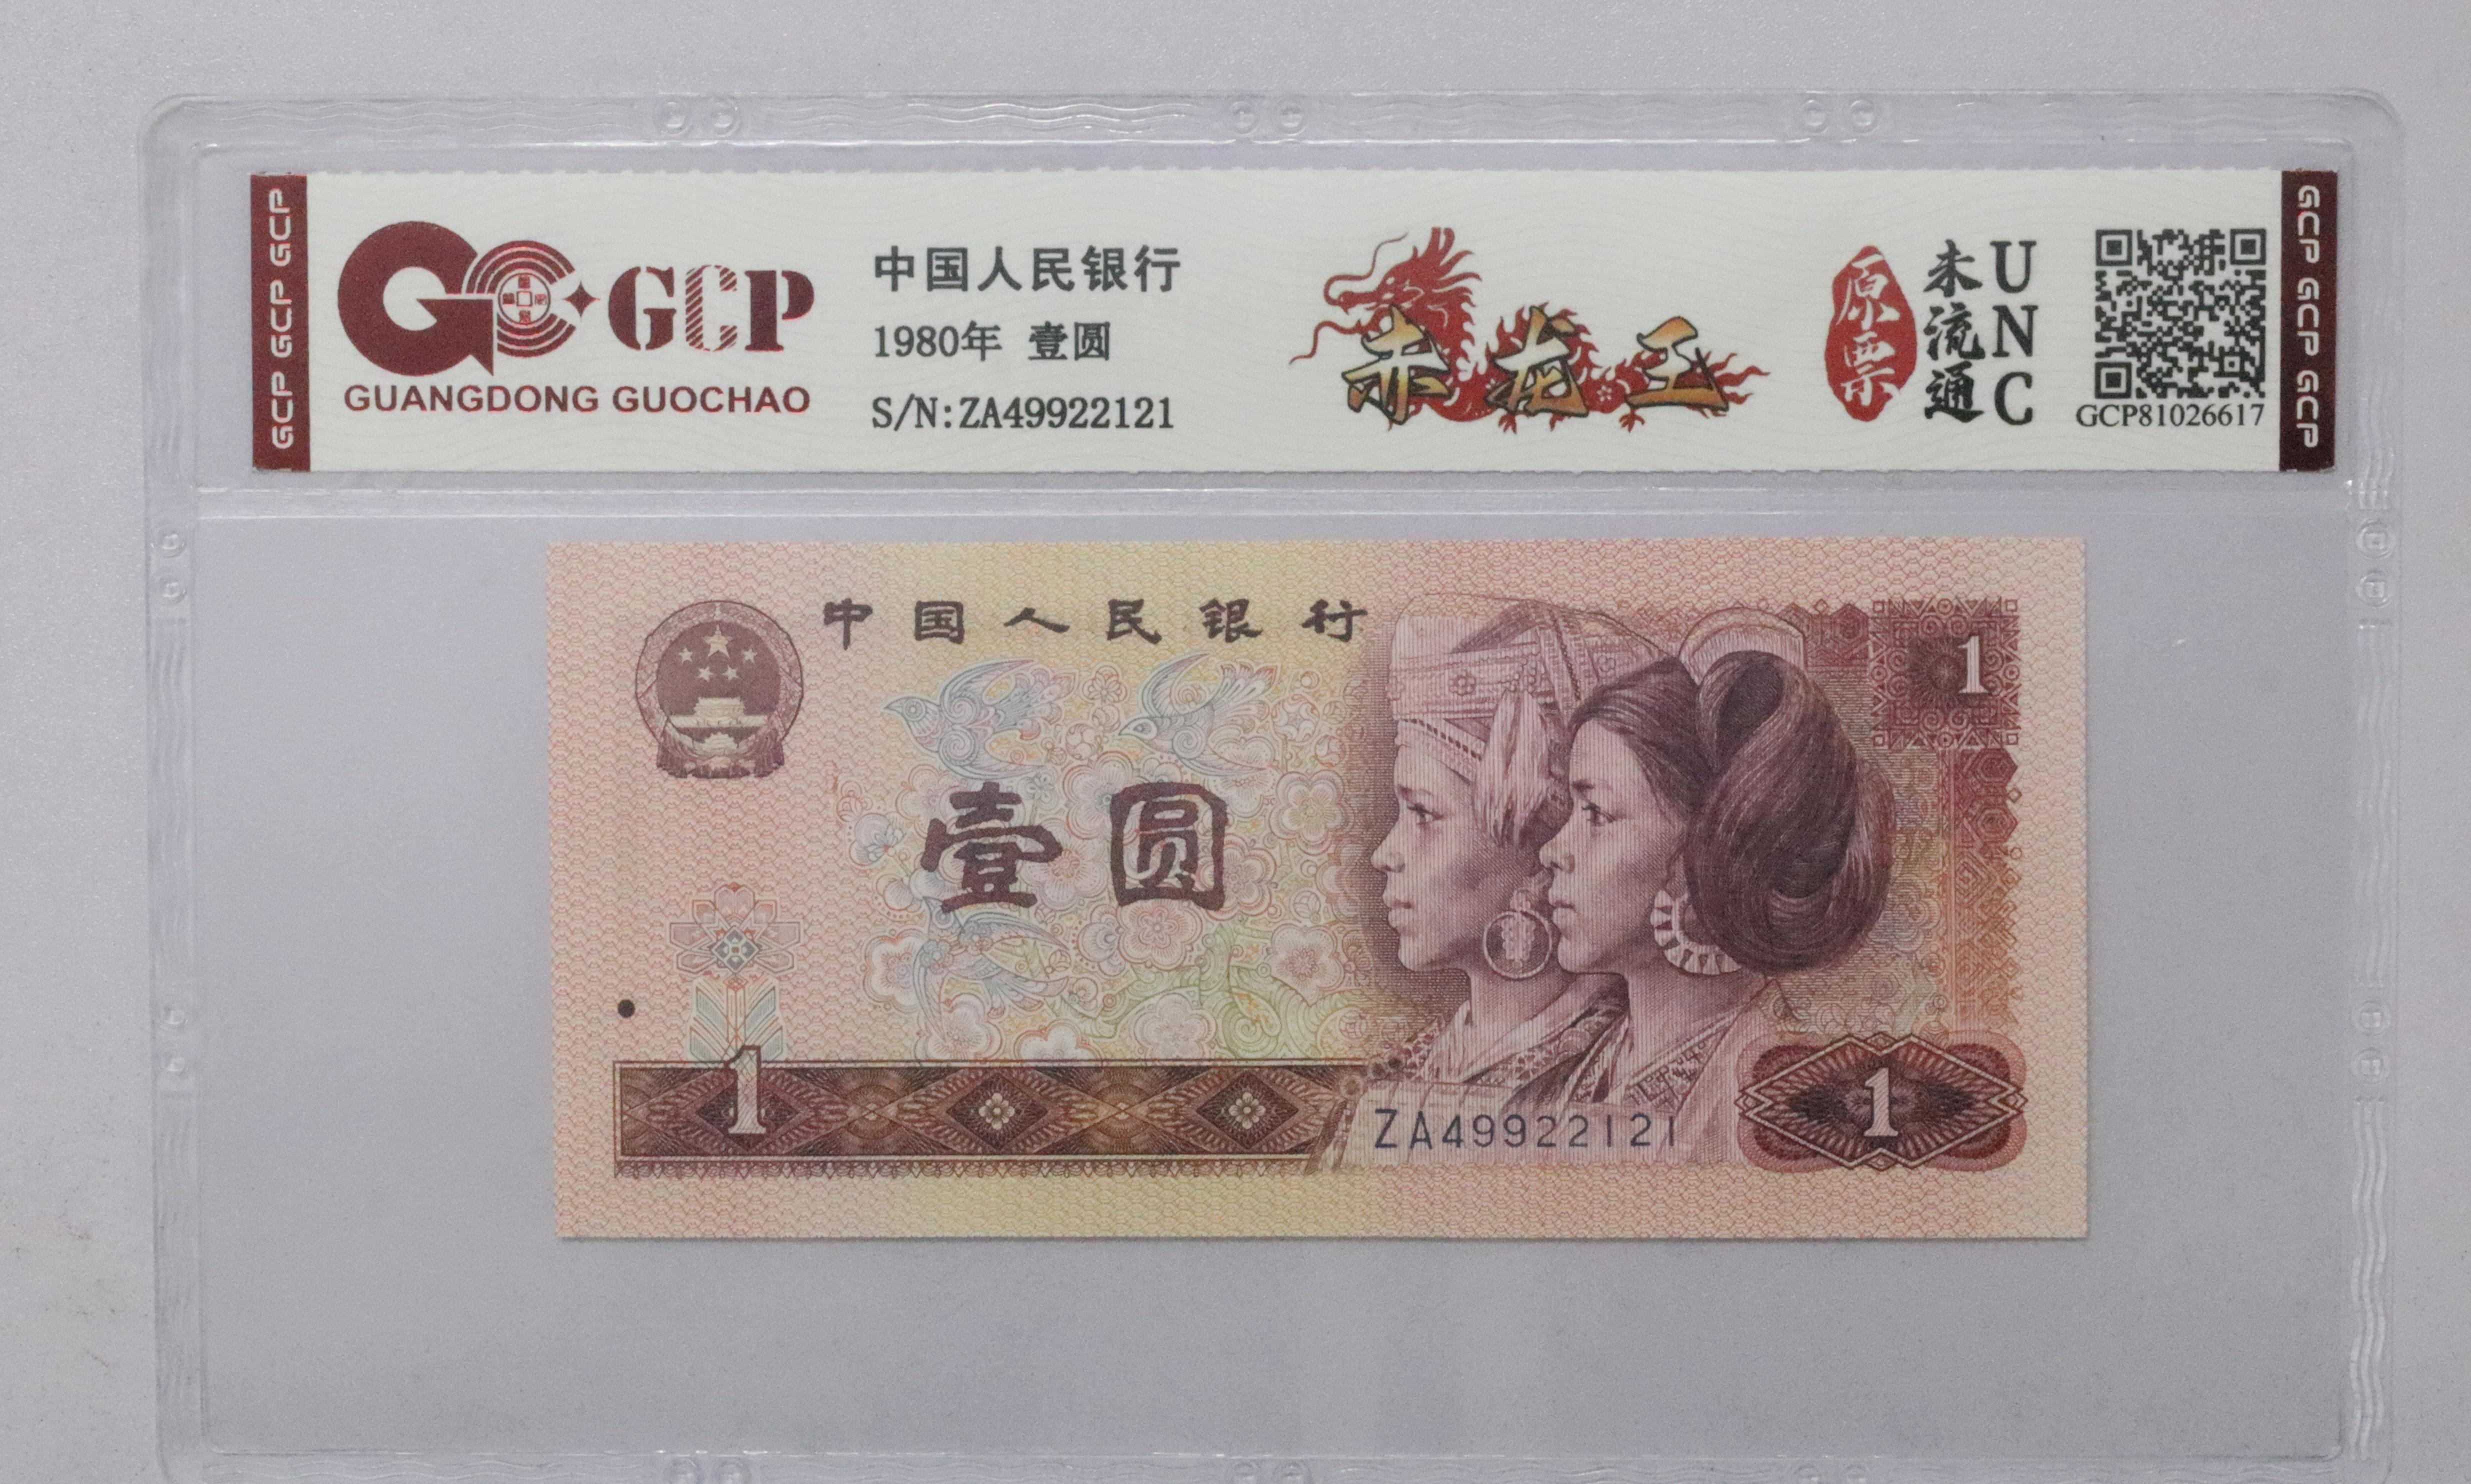 GCP GCP GCP
GCP
GUANGDONG GUOCHAO
中国人民银行
1980年 壹圆
S/N:ZA49922121
赤龙王
原票
未流通
UNC
GCP81026617
GCP GCP GCP
中国人民银行
1
壹圆
1
ZA49922121
1